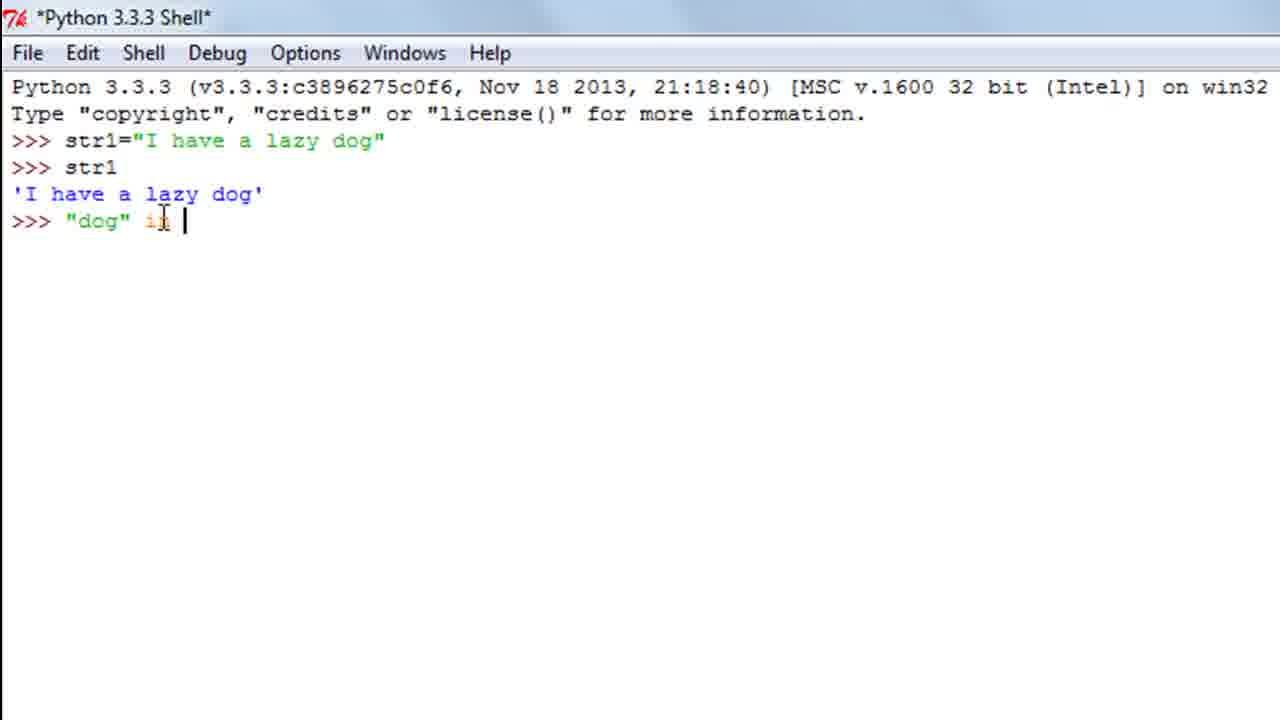 *Python 3.3.3 Shell*
File Edit Shell Debug Options Windows Help
Python 3.3.3 (v3.3.3:c3896275c0f6, Nov 18 2013, 21:18:40) [MSC v.1600 32 bit (Intel)] on win32
Type "copyright", "credits" or "license()" for more information.
>>> str1="I have a lazy dog"
>>> str1
'I have a lazy dog'
>>> "dog" in